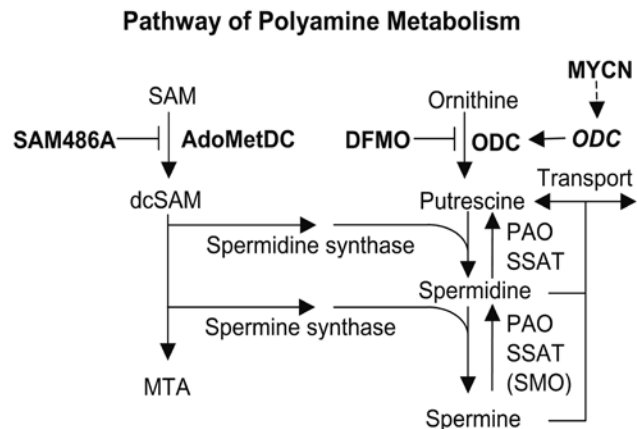 Pathway of Polyamine Metabolism
MYCN
SAM
Ornithine
SAM486A
AdoMetDC
DFMO
ODC
ODC
Transport
dcSAM
Putrescine
Spermidine synthase
PAO
SSAT
Spermidine
Spermine synthase
PAO
SSAT
(SMO)
MTA
Spermine